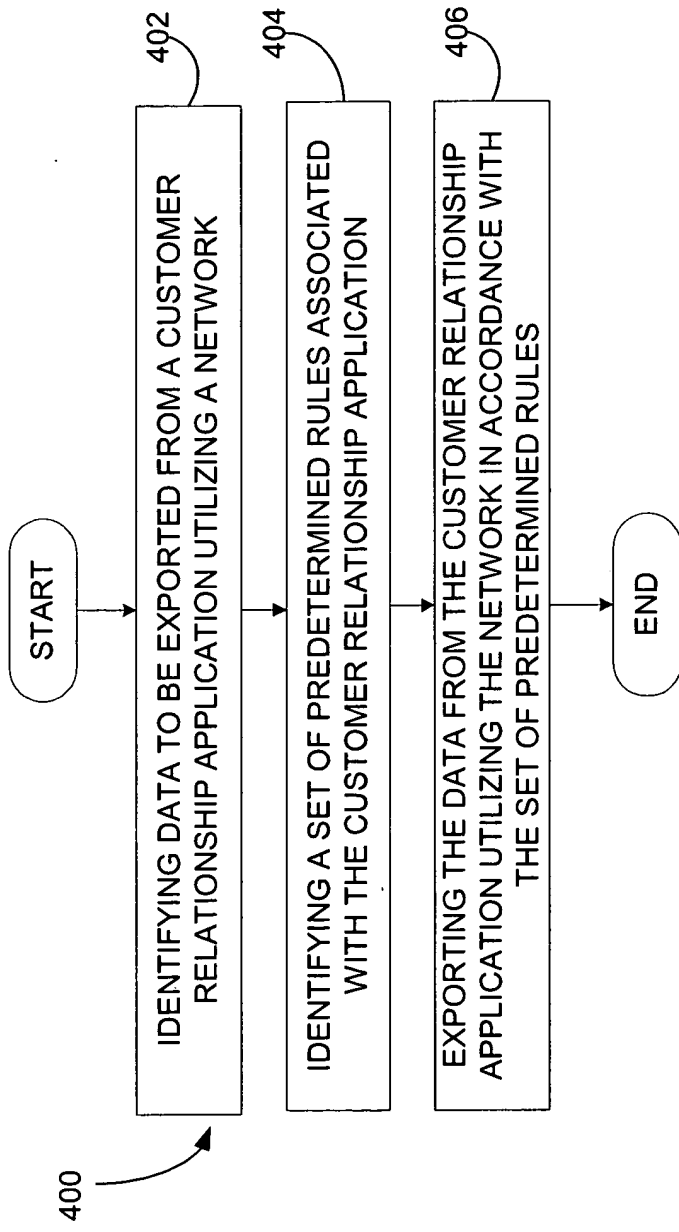 START
IDENTIFYING DATA TO BE EXPORTED FROM A CUSTOMER
RELATIONSHIP APPLICATION UTILIZING A NETWORK
402
IDENTIFYING A SET OF PREDETERMINED RULES ASSOCIATED
WITH THE CUSTOMER RELATIONSHIP APPLICATION
404
EXPORTING THE DATA FROM THE CUSTOMER RELATIONSHIP
APPLICATION UTILIZING THE NETWORK IN ACCORDANCE WITH
THE SET OF PREDETERMINED RULES
406
END
400